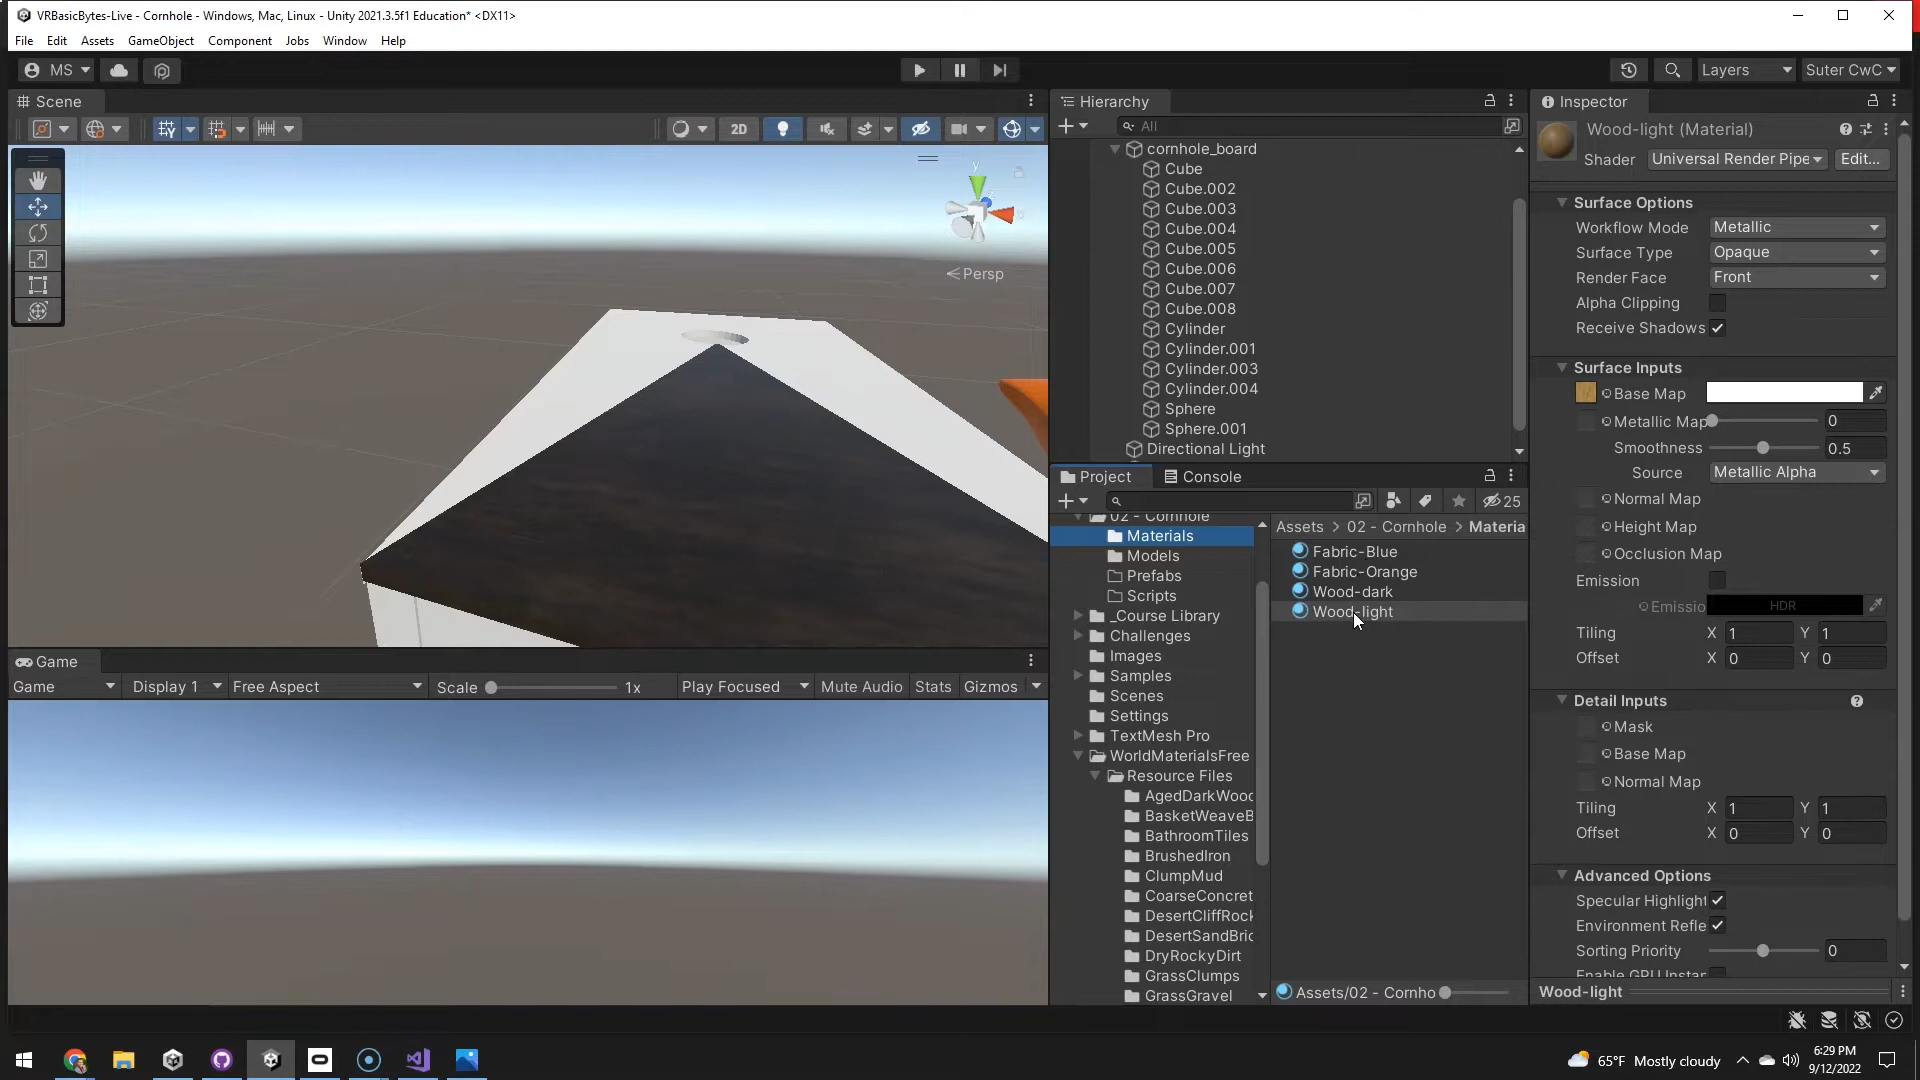 VRBasicBytes-Live - Cornhole - Windows, Mac, Linux - Unity 2021.3.5f1 Education* <DX11>
File Edit Assets GameObject Component Jobs Window Help
MS
Layers
Suter CwC
Scene
2D
y
Persp
Hierarchy
All
cornhole_board
Cube
Cube.002
Cube.003
Cube.004
Cube.005
Cube.006
Cube.007
Cube.008
Cylinder
Cylinder.001
Cylinder.003
Cylinder.004
Sphere
Sphere.001
Directional Light
Project
Console
25
02 - Cornhole
Materials
Models
Prefabs
Scripts
_Course Library
Challenges
Images
Samples
Scenes
Settings
TextMesh Pro
WorldMaterialsFree
Resource Files
AgedDarkWood
BasketWeaveB
BathroomTiles
BrushedIron
ClumpMud
CoarseConcret
DesertCliffRock
DesertSandBric
DryRockyDirt
GrassClumps
GrassGravel
Assets > 02 - Cornhole > Materia
Fabric-Blue
Fabric-Orange
Wood-dark
Wood-light
Assets/02 - Cornho
Inspector
Wood-light (Material)
Shader Universal Render Pipe Edit...
Surface Options
Workflow Mode Metallic
Surface Type Opaque
Render Face Front
Alpha Clipping
Receive Shadows
Surface Inputs
Base Map
Metallic Map 0
Smoothness 0.5
Source Metallic Alpha
Normal Map
Height Map
Occlusion Map
Emission
Emissio HDR
Tiling X 1 Y 1
Offset X 0 Y 0
Detail Inputs
Mask
Base Map
Normal Map
Tiling X 1 Y 1
Offset X 0 Y 0
Advanced Options
Specular Highlight
Environment Refle
Sorting Priority 0
Enable GPU Instar
Wood-light
Game
Game Display 1 Free Aspect Scale 1x Play Focused Mute Audio Stats Gizmos
65°F Mostly cloudy
6:29 PM
9/12/2022